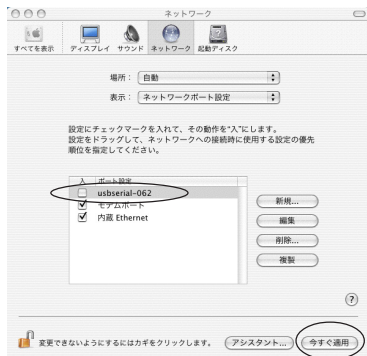 ネットワーク
すべてを表示 ディスプレイ サウンド ネットワーク 起動ディスク
場所： 自動
表示： ネットワークポート設定
設定にチェックマークを入れて、その動作を"入"に
します。
設定をドラッグして、ネットワークへの接続時に使用する設定の優先
順位を指定してください。
入 ポート設定
usbserial-062
モデムポート
内蔵 Ethernet
新規...
編集
削除...
複製
?
変更できないようにするにはカギをクリックします。 アシスタント... 今すぐ適用